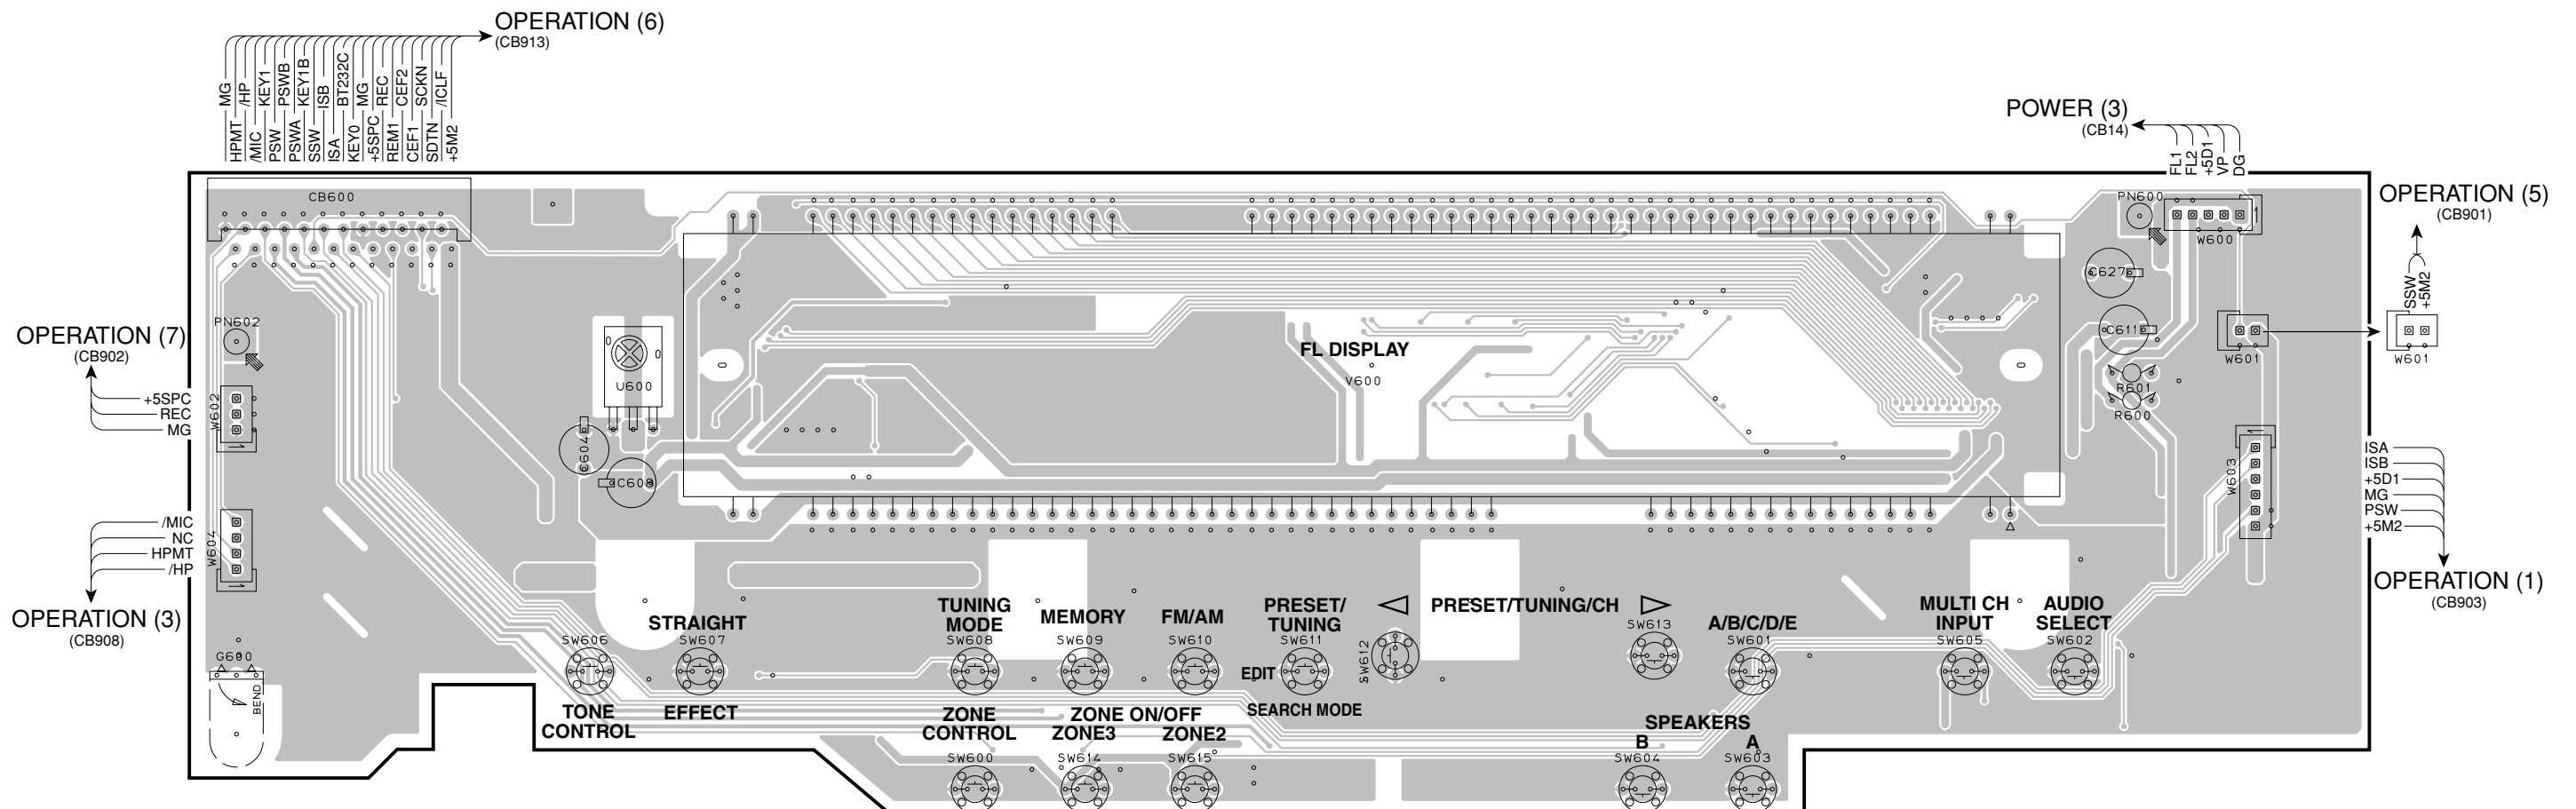 OPERATION (6)
(CB913)
MG
HPMT
/HP
/MIC
KEY1
PSW
PSWB
PSWA
KEY1B
SSW
ISB
ISA
BT232C
KEY0
MG
+5SPC
REC
REM1
CEF2
CEF1
SCKN
SDTN
/ICLF
+5M2
POWER (3)
(CB14)
FL1
FL2
+5D1
VP
DG
OPERATION (5)
(CB901)
SSW
+5M2
W601
CB600
PN600
W600
C627
C611
W601
R601
R600
OPERATION (7)
(CB902)
+5SPC
REC
MG
PN602
W602
U600
C604
C608
FL DISPLAY
V600
W603
ISA
ISB
+5D1
MG
PSW
+5M2
OPERATION (1)
(CB903)
/MIC
NC
HPMT
/HP
OPERATION (3)
(CB908)
W604
G600
BEND
SW606
TONE
CONTROL
STRAIGHT
SW607
EFFECT
TUNING
MODE
SW608
MEMORY
SW609
FM/AM
SW610
PRESET/
TUNING
SW611
EDIT
SEARCH MODE
PRESET/TUNING/CH
SW612
SW613
A/B/C/D/E
SW601
MULTI CH
INPUT
SW605
AUDIO
SELECT
SW602
ZONE
CONTROL
SW600
ZONE ON/OFF
ZONE3
SW614
ZONE2
SW615
SPEAKERS
B
SW604
A
SW603